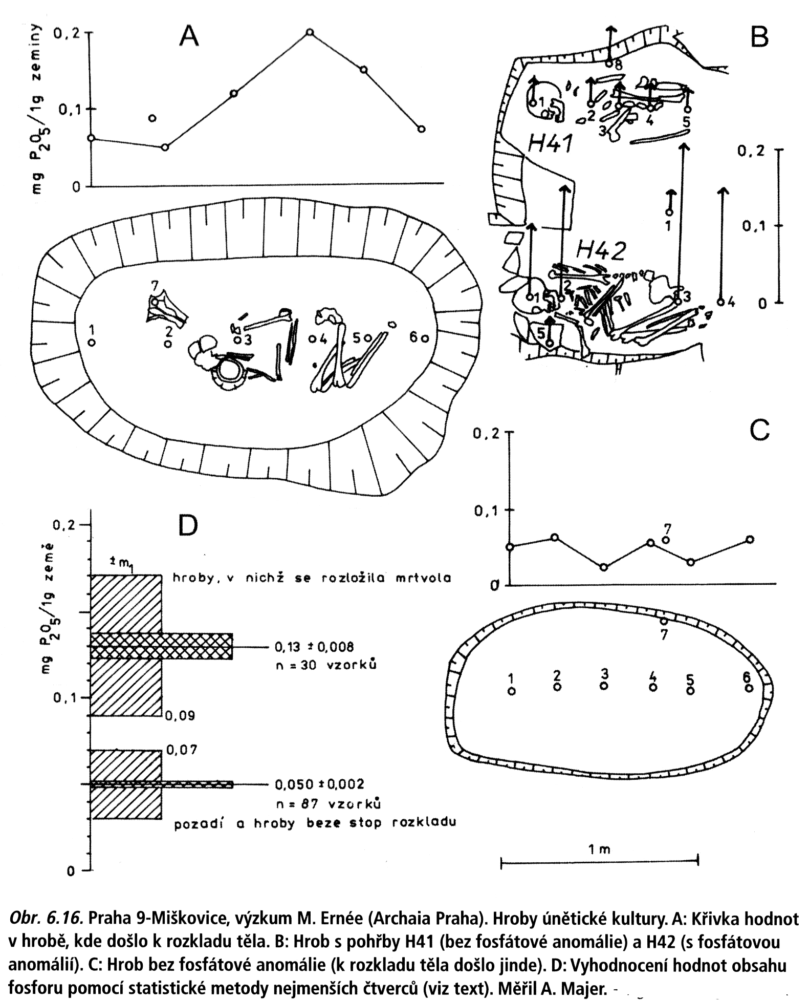 A
mg P2O5/1g zeminy
0,2
0,1
0
7
1
2
3
4
5
6
B
8
1
2
3
4
5
H41
0,2
0,1
0
1
H42
1
2
3
4
5
C
0,2
0,1
0
7
7
1
2
3
4
5
6
1 m
D
mg P2O5/1g země
0,2
0,1
0
±m1
hroby, v nichž se rozložila mrtvola
0,13 ±0,008
n = 30 vzorků
0,09
0,07
0,050 ±0,002
n = 87 vzorků
pozadí a hroby beze stop rozkladu
Obr. 6.16. Praha 9-Miškovice, výzkum M. Ernée (Archaia Praha). Hroby únětické kultury. A: Křivka hodnot
v hrobě, kde došlo k rozkladu těla. B: Hrob s pohřby H41 (bez fosfátové anomálie) a H42 (s fosfátovou
anomálií). C: Hrob bez fosfátové anomálie (k rozkladu těla došlo jinde). D: Vyhodnocení hodnot obsahu
fosforu pomocí statistické metody nejmenších čtverců (viz text). Měřil A. Majer.